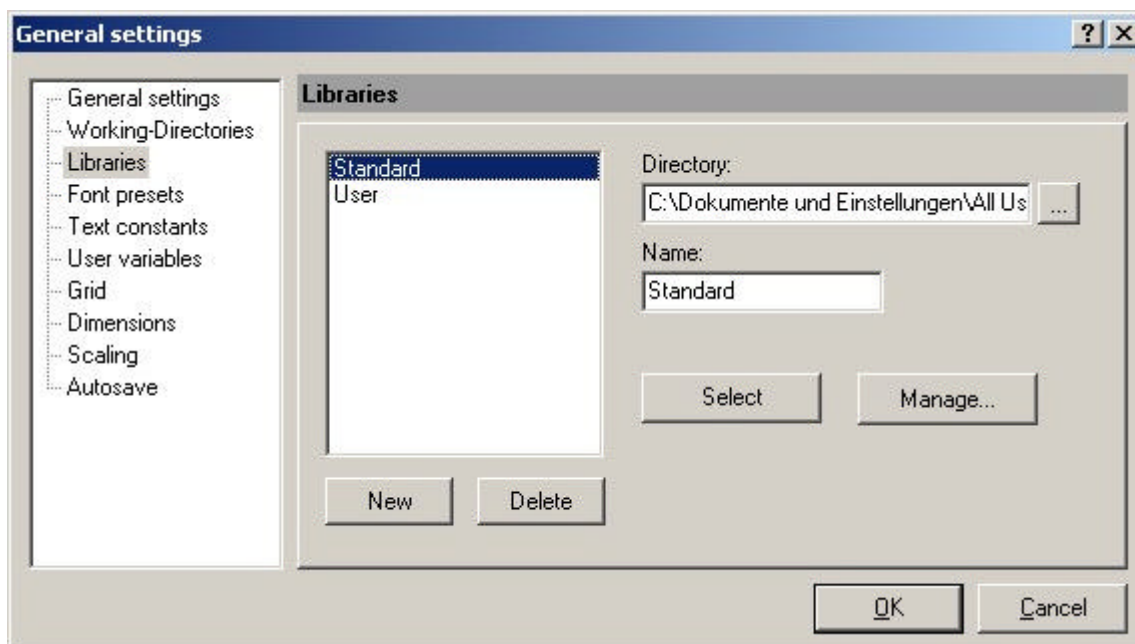 General settings
General settings
Working-Directories
Libraries
Font presets
Text constants
User variables
Grid
Dimensions
Scaling
Autosave
Libraries
Standard
User
New
Delete
Directory:
C:\Dokumente und Einstellungen\All Us
...
Name:
Standard
Select
Manage...
OK
Cancel